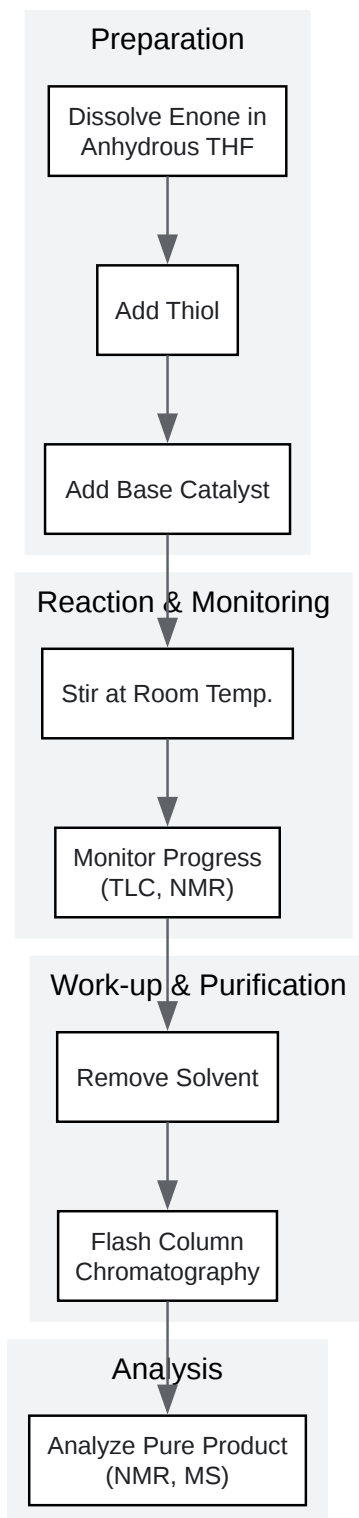 Preparation
Dissolve Enone in
Anhydrous THF
Add Thiol
Add Base Catalyst
Reaction & Monitoring
Stir at Room Temp.
Monitor Progress
(TLC, NMR)
Work-up & Purification
Remove Solvent
Flash Column
Chromatography
Analysis
Analyze Pure Product
(NMR, MS)